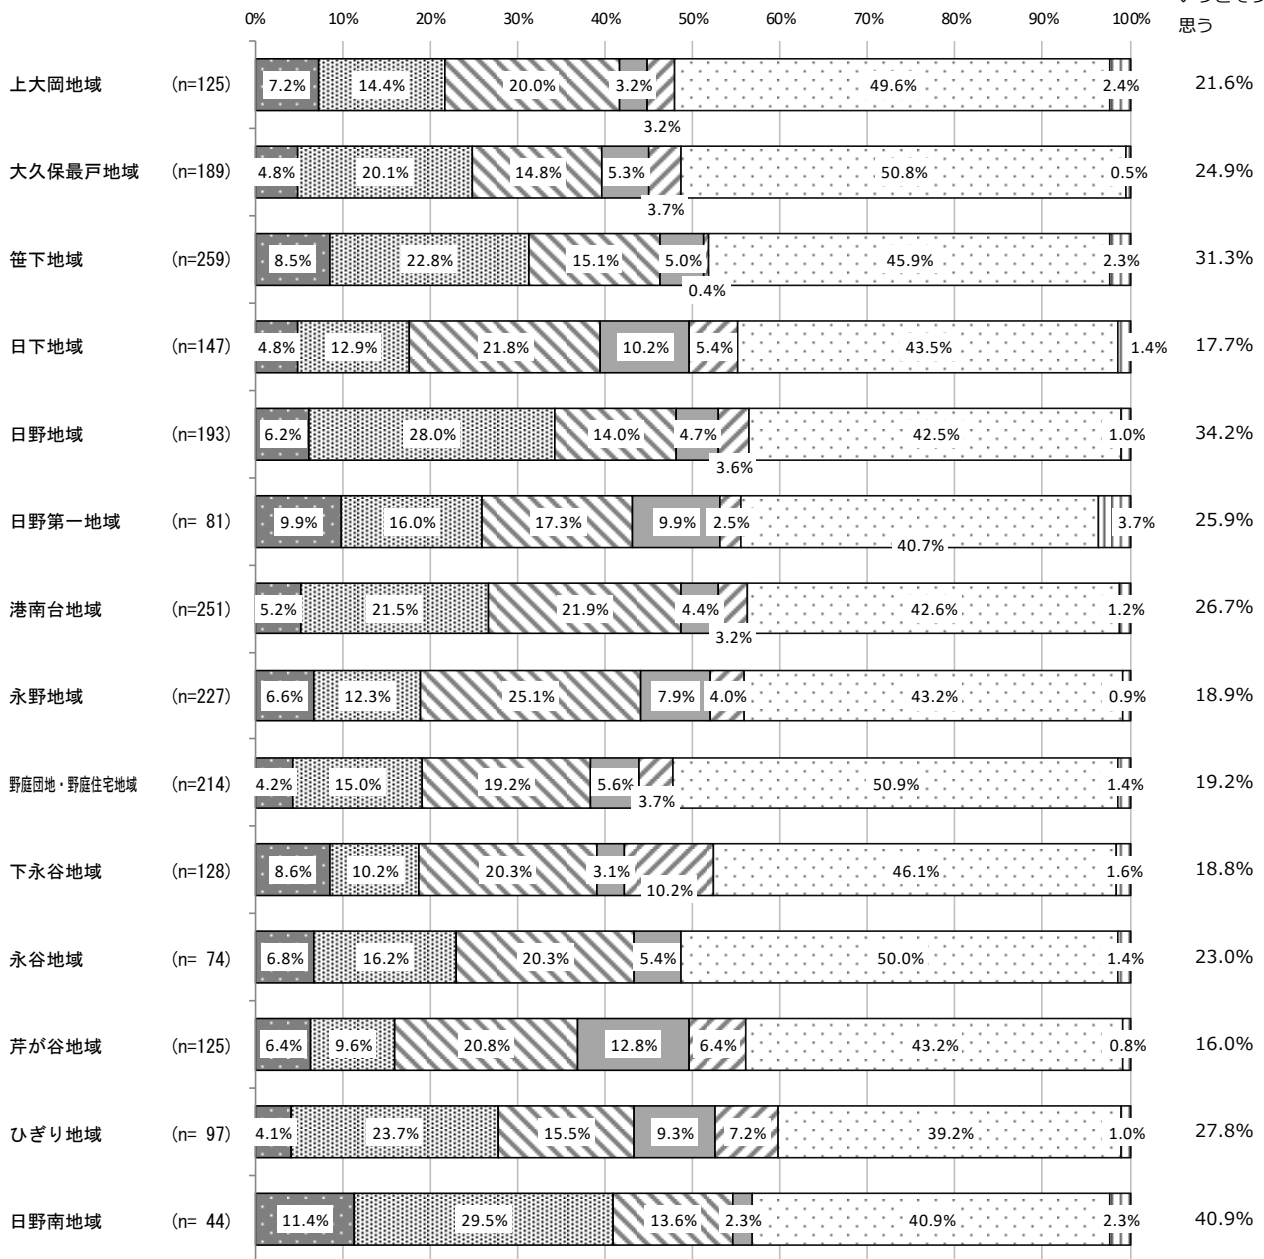 0% 10% 20% 30% 40% 50% 60% 70% 80% 90% 100%
思う
上大岡地域 (n=125) 7.2% 14.4% 20.0% 3.2% 3.2% 49.6% 2.4% 21.6%
大久保最戸地域 (n=189) 4.8% 20.1% 14.8% 5.3% 3.7% 50.8% 0.5% 24.9%
笹下地域 (n=259) 8.5% 22.8% 15.1% 5.0% 0.4% 45.9% 2.3% 31.3%
日下地域 (n=147) 4.8% 12.9% 21.8% 10.2% 5.4% 43.5% 1.4% 17.7%
日野地域 (n=193) 6.2% 28.0% 14.0% 4.7% 3.6% 42.5% 1.0% 34.2%
日野第一地域 (n= 81) 9.9% 16.0% 17.3% 9.9% 2.5% 40.7% 3.7% 25.9%
港南台地域 (n=251) 5.2% 21.5% 21.9% 4.4% 3.2% 42.6% 1.2% 26.7%
永野地域 (n=227) 6.6% 12.3% 25.1% 7.9% 4.0% 43.2% 0.9% 18.9%
野庭団地・野庭住宅地域 (n=214) 4.2% 15.0% 19.2% 5.6% 3.7% 50.9% 1.4% 19.2%
下永谷地域 (n=128) 8.6% 10.2% 20.3% 3.1% 10.2% 46.1% 1.6% 18.8%
永谷地域 (n= 74) 6.8% 16.2% 20.3% 5.4% 50.0% 1.4% 23.0%
芹が谷地域 (n=125) 6.4% 9.6% 20.8% 12.8% 6.4% 43.2% 0.8% 16.0%
ひぎり地域 (n= 97) 4.1% 23.7% 15.5% 9.3% 7.2% 39.2% 1.0% 27.8%
日野南地域 (n= 44) 11.4% 29.5% 13.6% 2.3% 40.9% 2.3% 40.9%